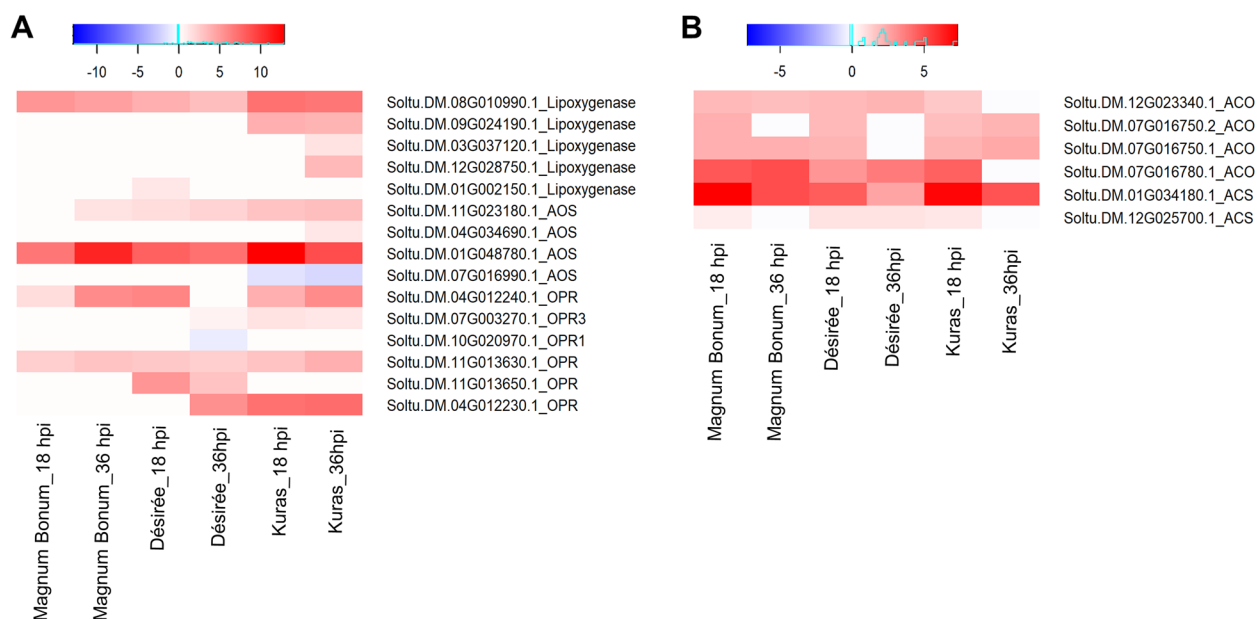 A
-10 -5 0 5 10
Soltu.DM.08G010990.1_Lipoxygenase
Soltu.DM.09G024190.1_Lipoxygenase
Soltu.DM.03G037120.1_Lipoxygenase
Soltu.DM.12G028750.1_Lipoxygenase
Soltu.DM.01G002150.1_Lipoxygenase
Soltu.DM.11G023180.1_AOS
Soltu.DM.04G034690.1_AOS
Soltu.DM.01G048780.1_AOS
Soltu.DM.07G016990.1_AOS
Soltu.DM.04G012240.1_OPR
Soltu.DM.07G003270.1_OPR3
Soltu.DM.10G020970.1_OPR1
Soltu.DM.11G013630.1_OPR
Soltu.DM.11G013650.1_OPR
Soltu.DM.04G012230.1_OPR
Magnum Bonum_18 hpi
Magnum Bonum_36 hpi
Désirée_18 hpi
Désirée_36hpi
Kuras_18 hpi
Kuras_36hpi
B
-5 0 5
Soltu.DM.12G023340.1_ACO
Soltu.DM.07G016750.2_ACO
Soltu.DM.07G016750.1_ACO
Soltu.DM.07G016780.1_ACO
Soltu.DM.01G034180.1_ACS
Soltu.DM.12G025700.1_ACS
Magnum Bonum_18 hpi
Magnum Bonum_36 hpi
Désirée_18 hpi
Désirée_36hpi
Kuras_18 hpi
Kuras_36hpi